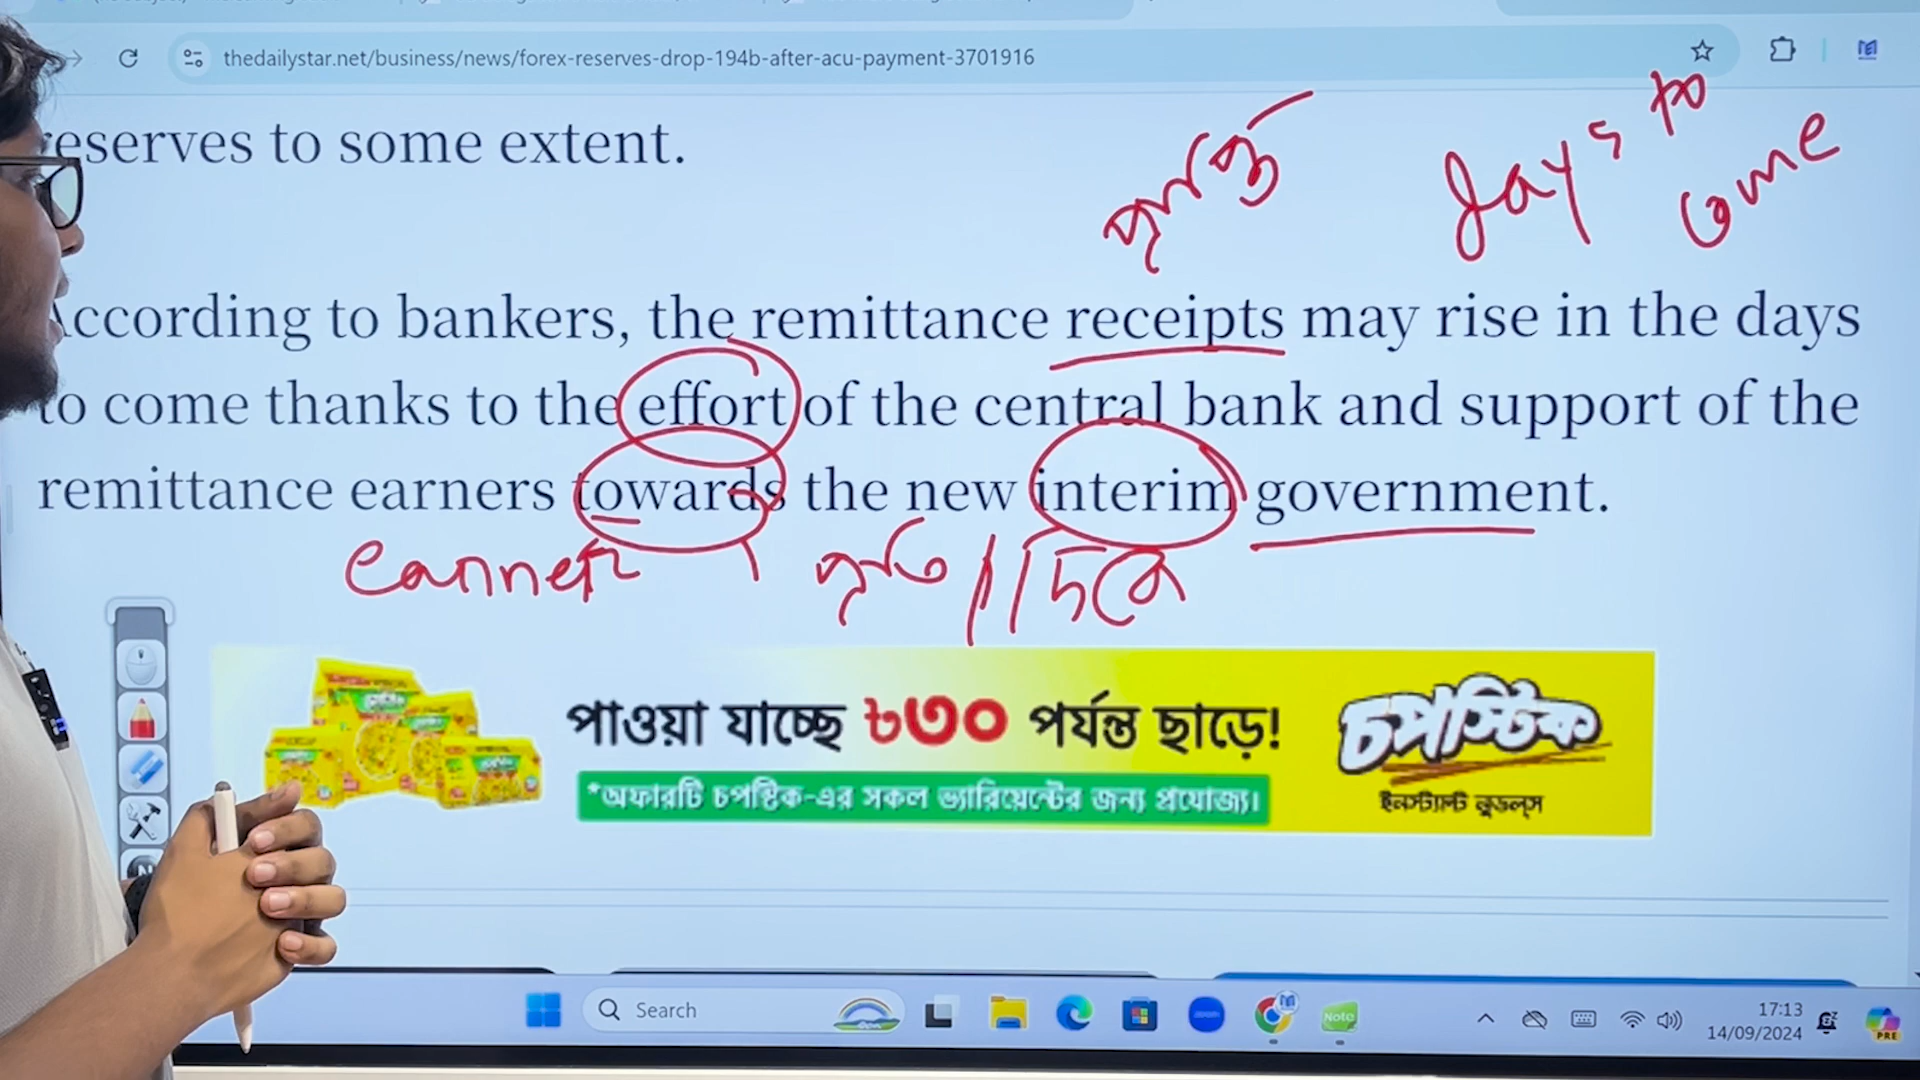 thedailystar.net/business/news/forex-reserves-drop-194b-after-acu-payment-3701916
reserves to some extent.
প্রাপ্তি
days to
come
According to bankers, the remittance receipts may rise in the days
to come thanks to the effort of the central bank and support of the
remittance earners towards the new interim government.
প্রতি / দিকে
পাওয়া যাচ্ছে ৳৩০ পর্যন্ত ছাড়ে!
চপস্টিক
*অফারটি চপস্টিক-এর সকল ভ্যারিয়েন্টের জন্য প্রযোজ্য।
ইনস্ট্যান্ট নুডলস
Search
Note
17:13
14/09/2024
PRE